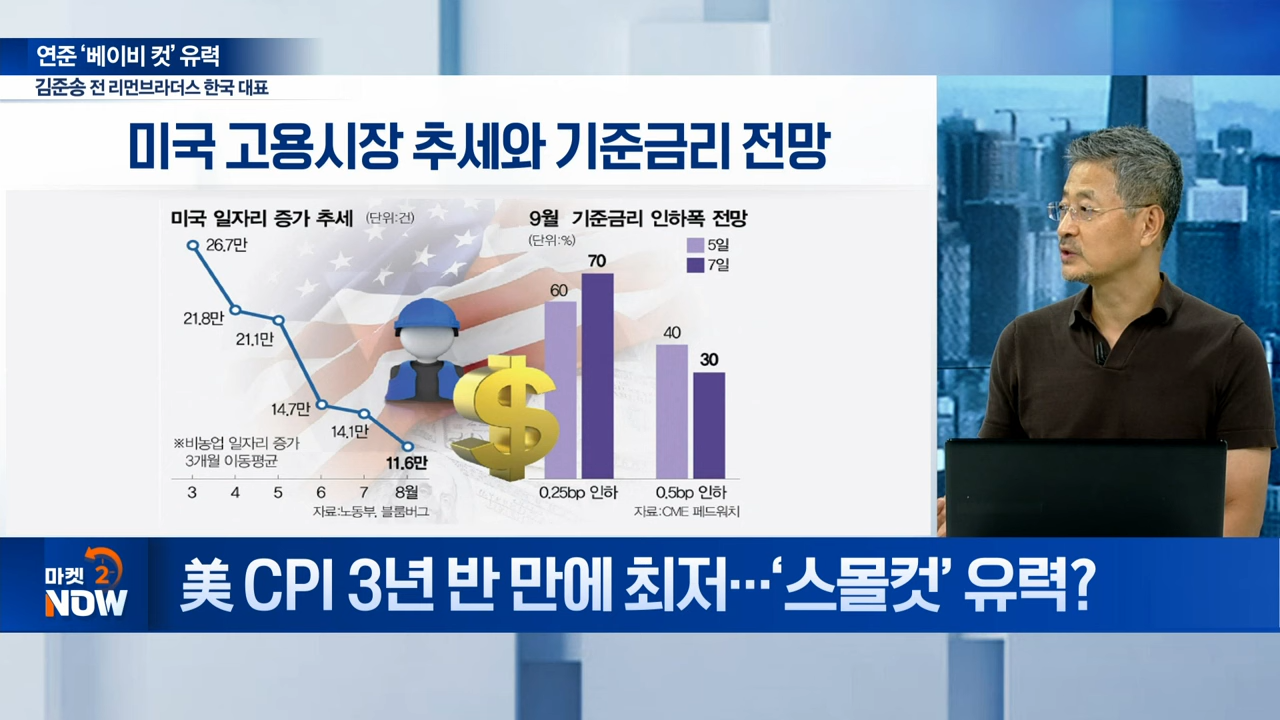 연준 ‘베이비 컷’ 유력
김준송 전 리먼브라더스 한국 대표
미국 고용시장 추세와 기준금리 전망
미국 일자리 증가 추세 (단위:건)
26.7만
21.8만
21.1만
14.7만
14.1만
11.6만
※비농업 일자리 증가
3개월 이동평균
3 4 5 6 7 8월
자료:노동부, 블룸버그
9월 기준금리 인하폭 전망
(단위:%)
5일
7일
60 70
40 30
0.25bp 인하 0.5bp 인하
자료:CME 페드워치
마켓 2
NOW
美 CPI 3년 반 만에 최저…‘스몰컷’ 유력?